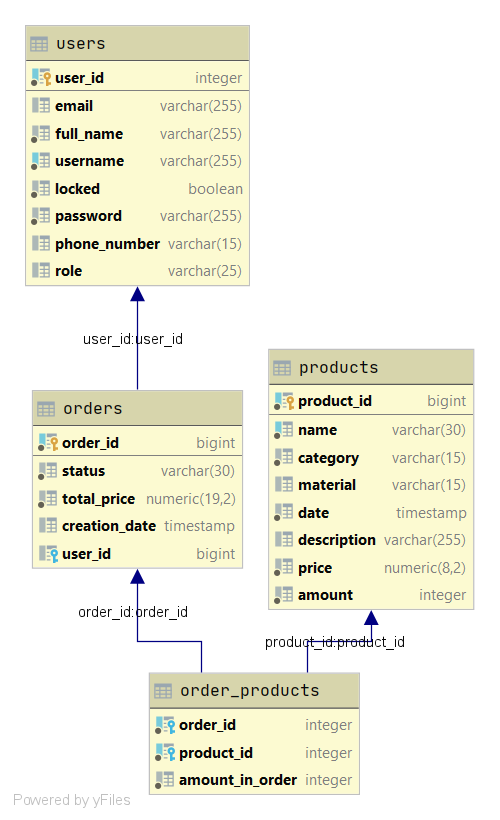 users
user_id integer
email varchar(255)
full_name varchar(255)
username varchar(255)
locked boolean
password varchar(255)
phone_number varchar(15)
role varchar(25)
user_id:user_id
orders
order_id bigint
status varchar(30)
total_price numeric(19,2)
creation_date timestamp
user_id bigint
products
product_id bigint
name varchar(30)
category varchar(15)
material varchar(15)
date timestamp
description varchar(255)
price numeric(8,2)
amount integer
order_id:order_id
product_id:product_id
order_products
order_id integer
product_id integer
amount_in_order integer
Powered by yFiles